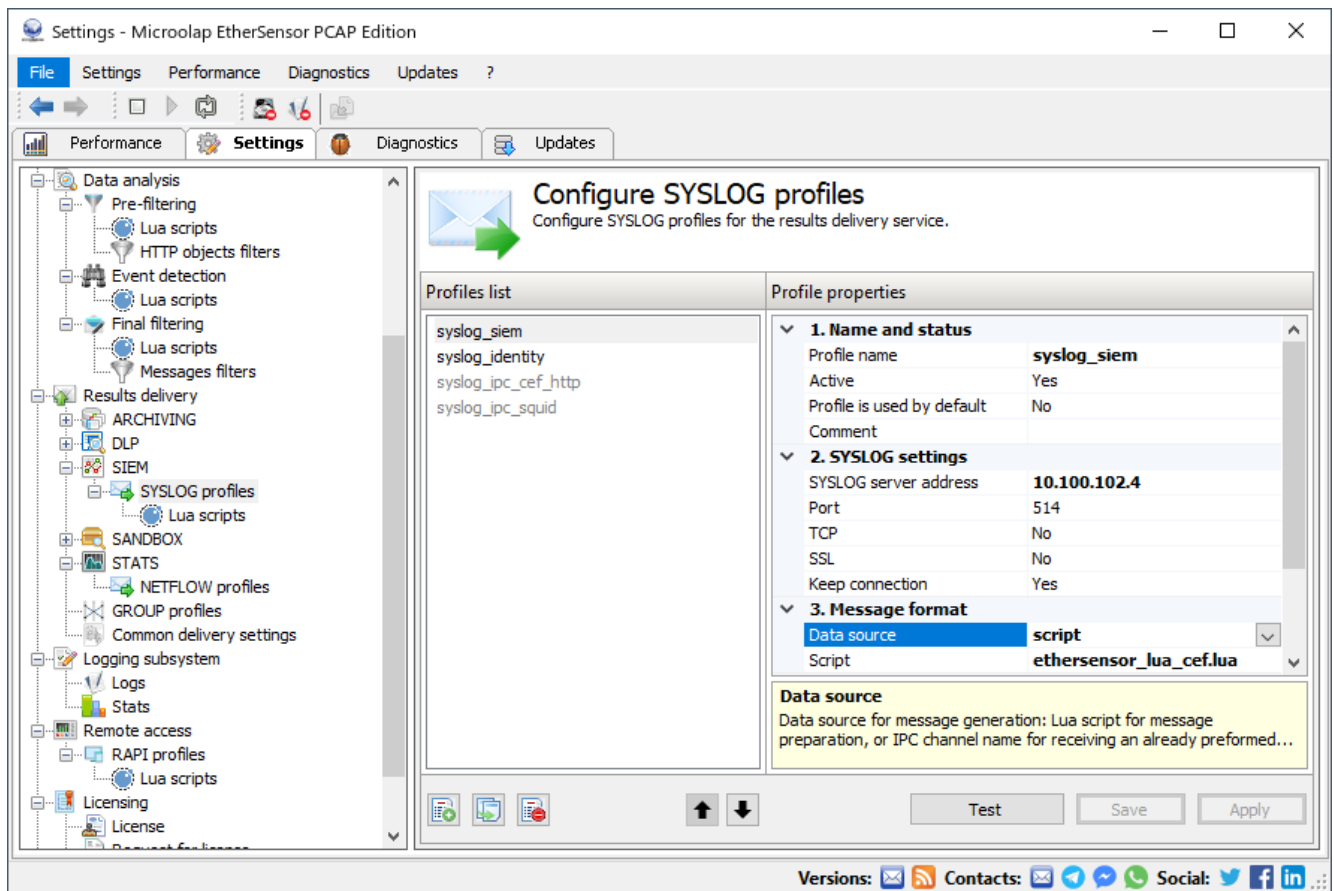 Settings - Microolap EtherSensor PCAP Edition
File Settings Performance Diagnostics Updates ?
Performance Settings Diagnostics Updates
Data analysis
Pre-filtering
Lua scripts
HTTP objects filters
Event detection
Lua scripts
Final filtering
Lua scripts
Messages filters
Results delivery
ARCHIVING
DLP
SIEM
SYSLOG profiles
Lua scripts
SANDBOX
STATS
NETFLOW profiles
GROUP profiles
Common delivery settings
Logging subsystem
Logs
Stats
Remote access
RAPI profiles
Lua scripts
Licensing
License
Request for license
Configure SYSLOG profiles
Configure SYSLOG profiles for the results delivery service.
Profiles list
syslog_siem
syslog_identity
syslog_ipc_cef_http
syslog_ipc_squid
Profile properties
1. Name and status
Profile name syslog_siem
Active Yes
Profile is used by default No
Comment
2. SYSLOG settings
SYSLOG server address 10.100.102.4
Port 514
TCP No
SSL No
Keep connection Yes
3. Message format
Data source script
Script ethersensor_lua_cef.lua
Data source
Data source for message generation: Lua script for message
preparation, or IPC channel name for receiving an already preformed...
Test Save Apply
Versions: Contacts: Social: